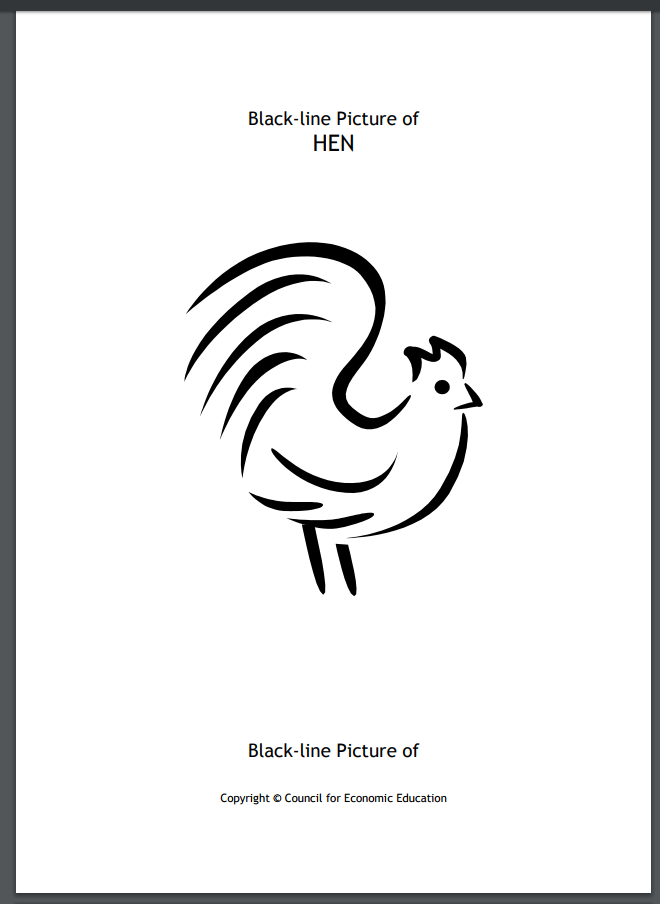 Black-line Picture of
HEN
Black-line Picture of
Copyright © Council for Economic Education